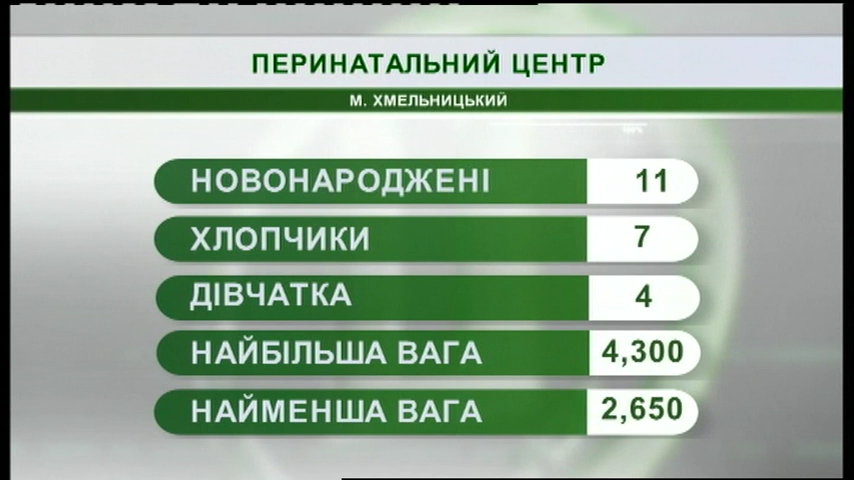 ПЕРИНАТАЛЬНИЙ ЦЕНТР
М. ХМЕЛЬНИЦЬКИЙ
НОВОНАРОДЖЕНІ 11
ХЛОПЧИКИ 7
ДІВЧАТКА 4
НАЙБІЛЬША ВАГА 4,300
НАЙМЕНША ВАГА 2,650